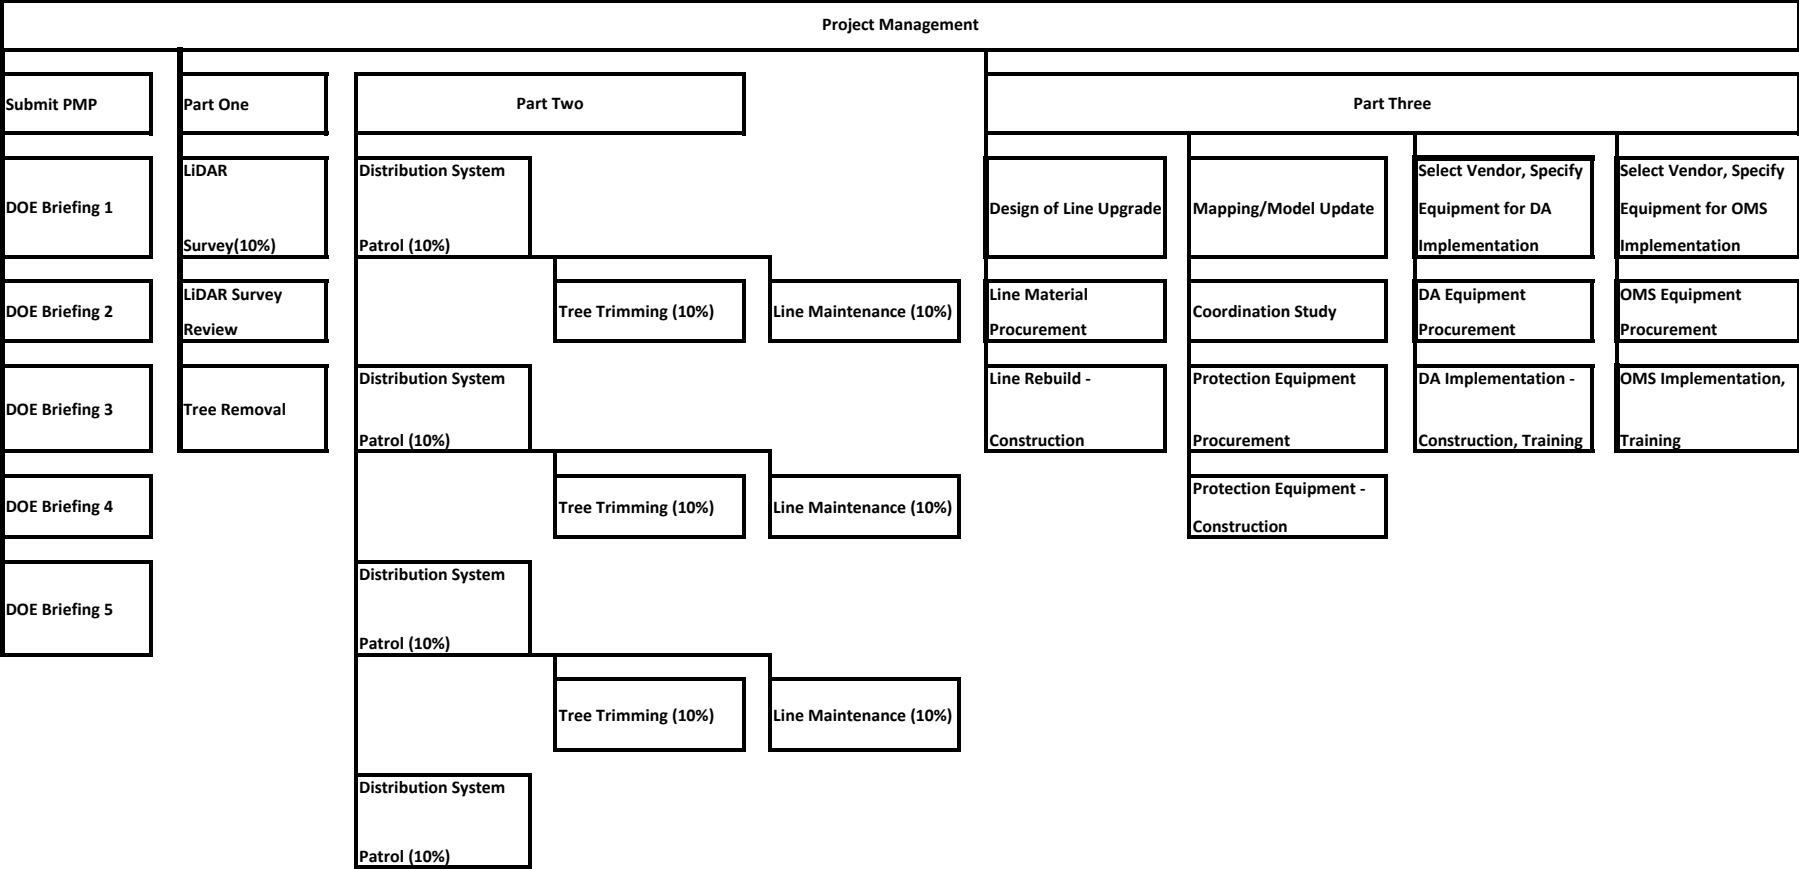 Project Management
Submit PMP
Part One
Part Two
Part Three
DOE Briefing 1
LiDAR
Survey(10%)
Distribution System
Patrol (10%)
Design of Line Upgrade
Mapping/Model Update
Select Vendor, Specify
Equipment for DA
Implementation
Select Vendor, Specify
Equipment for OMS
Implementation
DOE Briefing 2
LiDAR Survey
Review
Tree Trimming (10%)
Line Maintenance (10%)
Line Material
Procurement
Coordination Study
DA Equipment
Procurement
OMS Equipment
Procurement
DOE Briefing 3
Tree Removal
Distribution System
Patrol (10%)
Line Rebuild -
Construction
Protection Equipment
Procurement
DA Implementation -
Construction, Training
OMS Implementation,
Training
DOE Briefing 4
Tree Trimming (10%)
Line Maintenance (10%)
Protection Equipment -
Construction
DOE Briefing 5
Distribution System
Patrol (10%)
Tree Trimming (10%)
Line Maintenance (10%)
Distribution System
Patrol (10%)